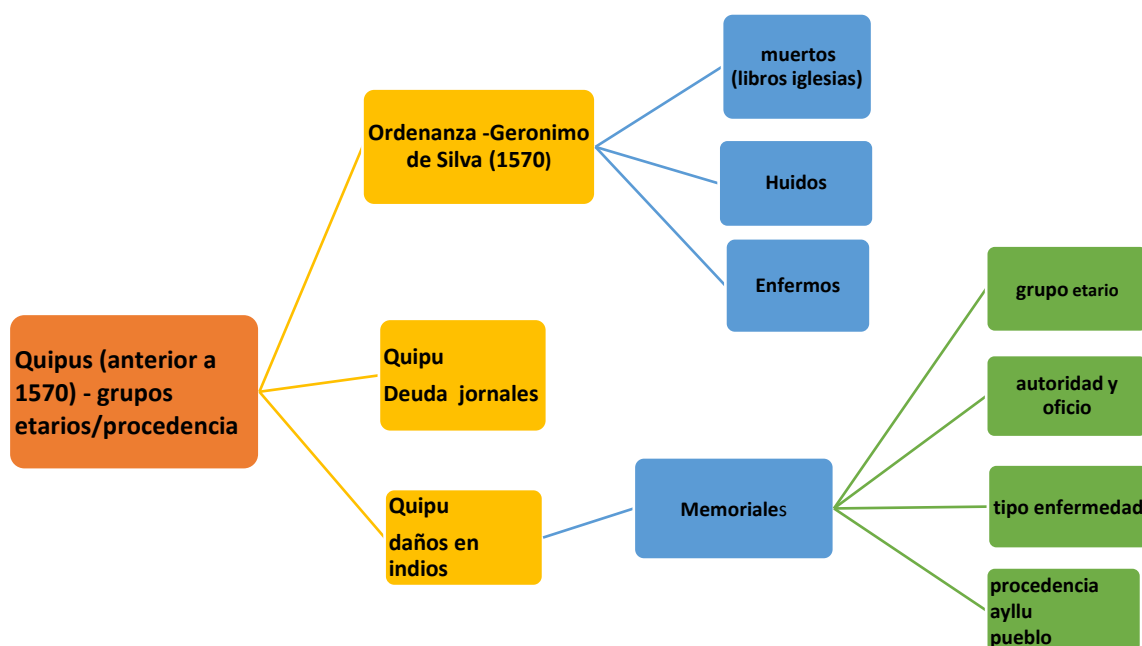 Quipus (anterior a
1570) - grupos
etarios/procedencia
Ordenanza -Geronimo
de Silva (1570)
muertos
(libros iglesias)
Huidos
Enfermos
Quipu
Deuda jornales
Quipu
daños en
indios
Memoriales
grupo etario
autoridad y
oficio
tipo enfermedad
procedencia
ayllu
pueblo